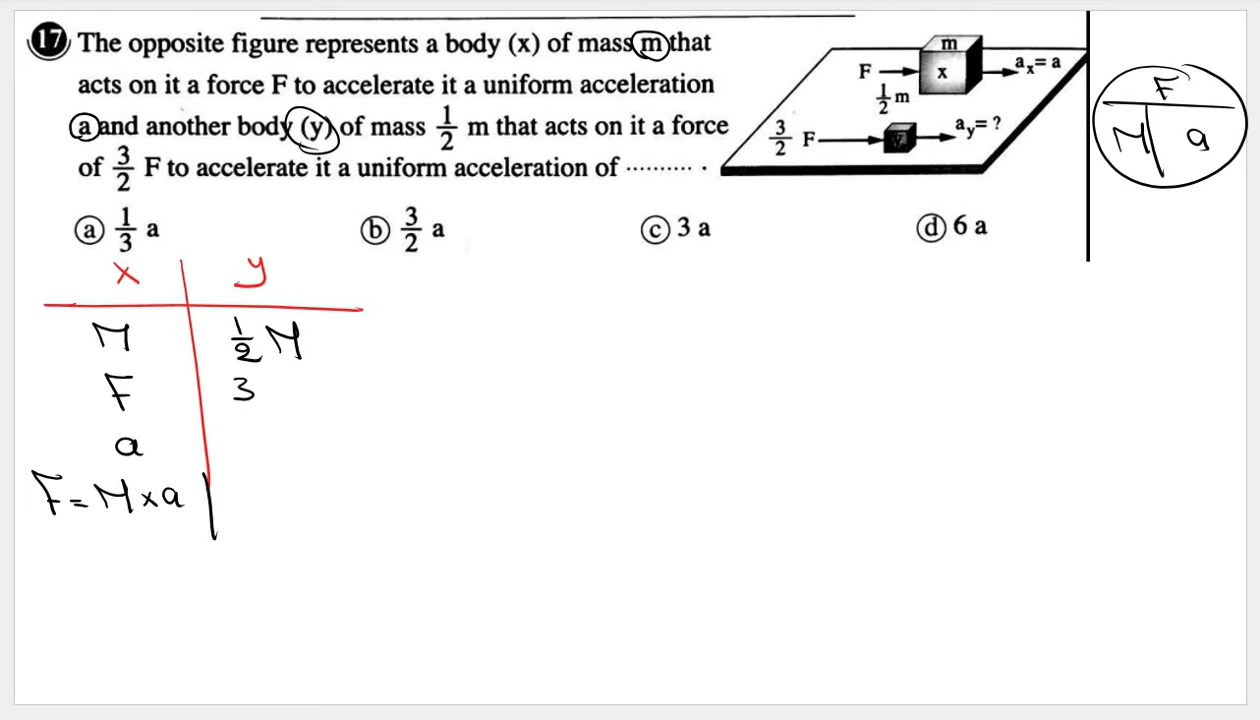 17 The opposite figure represents a body (x) of mass m that
acts on it a force F to accelerate it a uniform acceleration
a and another body (y) of mass 1/2 m that acts on it a force
of 3/2 F to accelerate it a uniform acceleration of .......... .
a 1/3 a
b 3/2 a
c 3 a
d 6 a
m
F
x
aₓ= a
1/2 m
3/2 F
y
a_y= ?
F
M a
x y
M 1/2 M
F 3
a
F = M x a